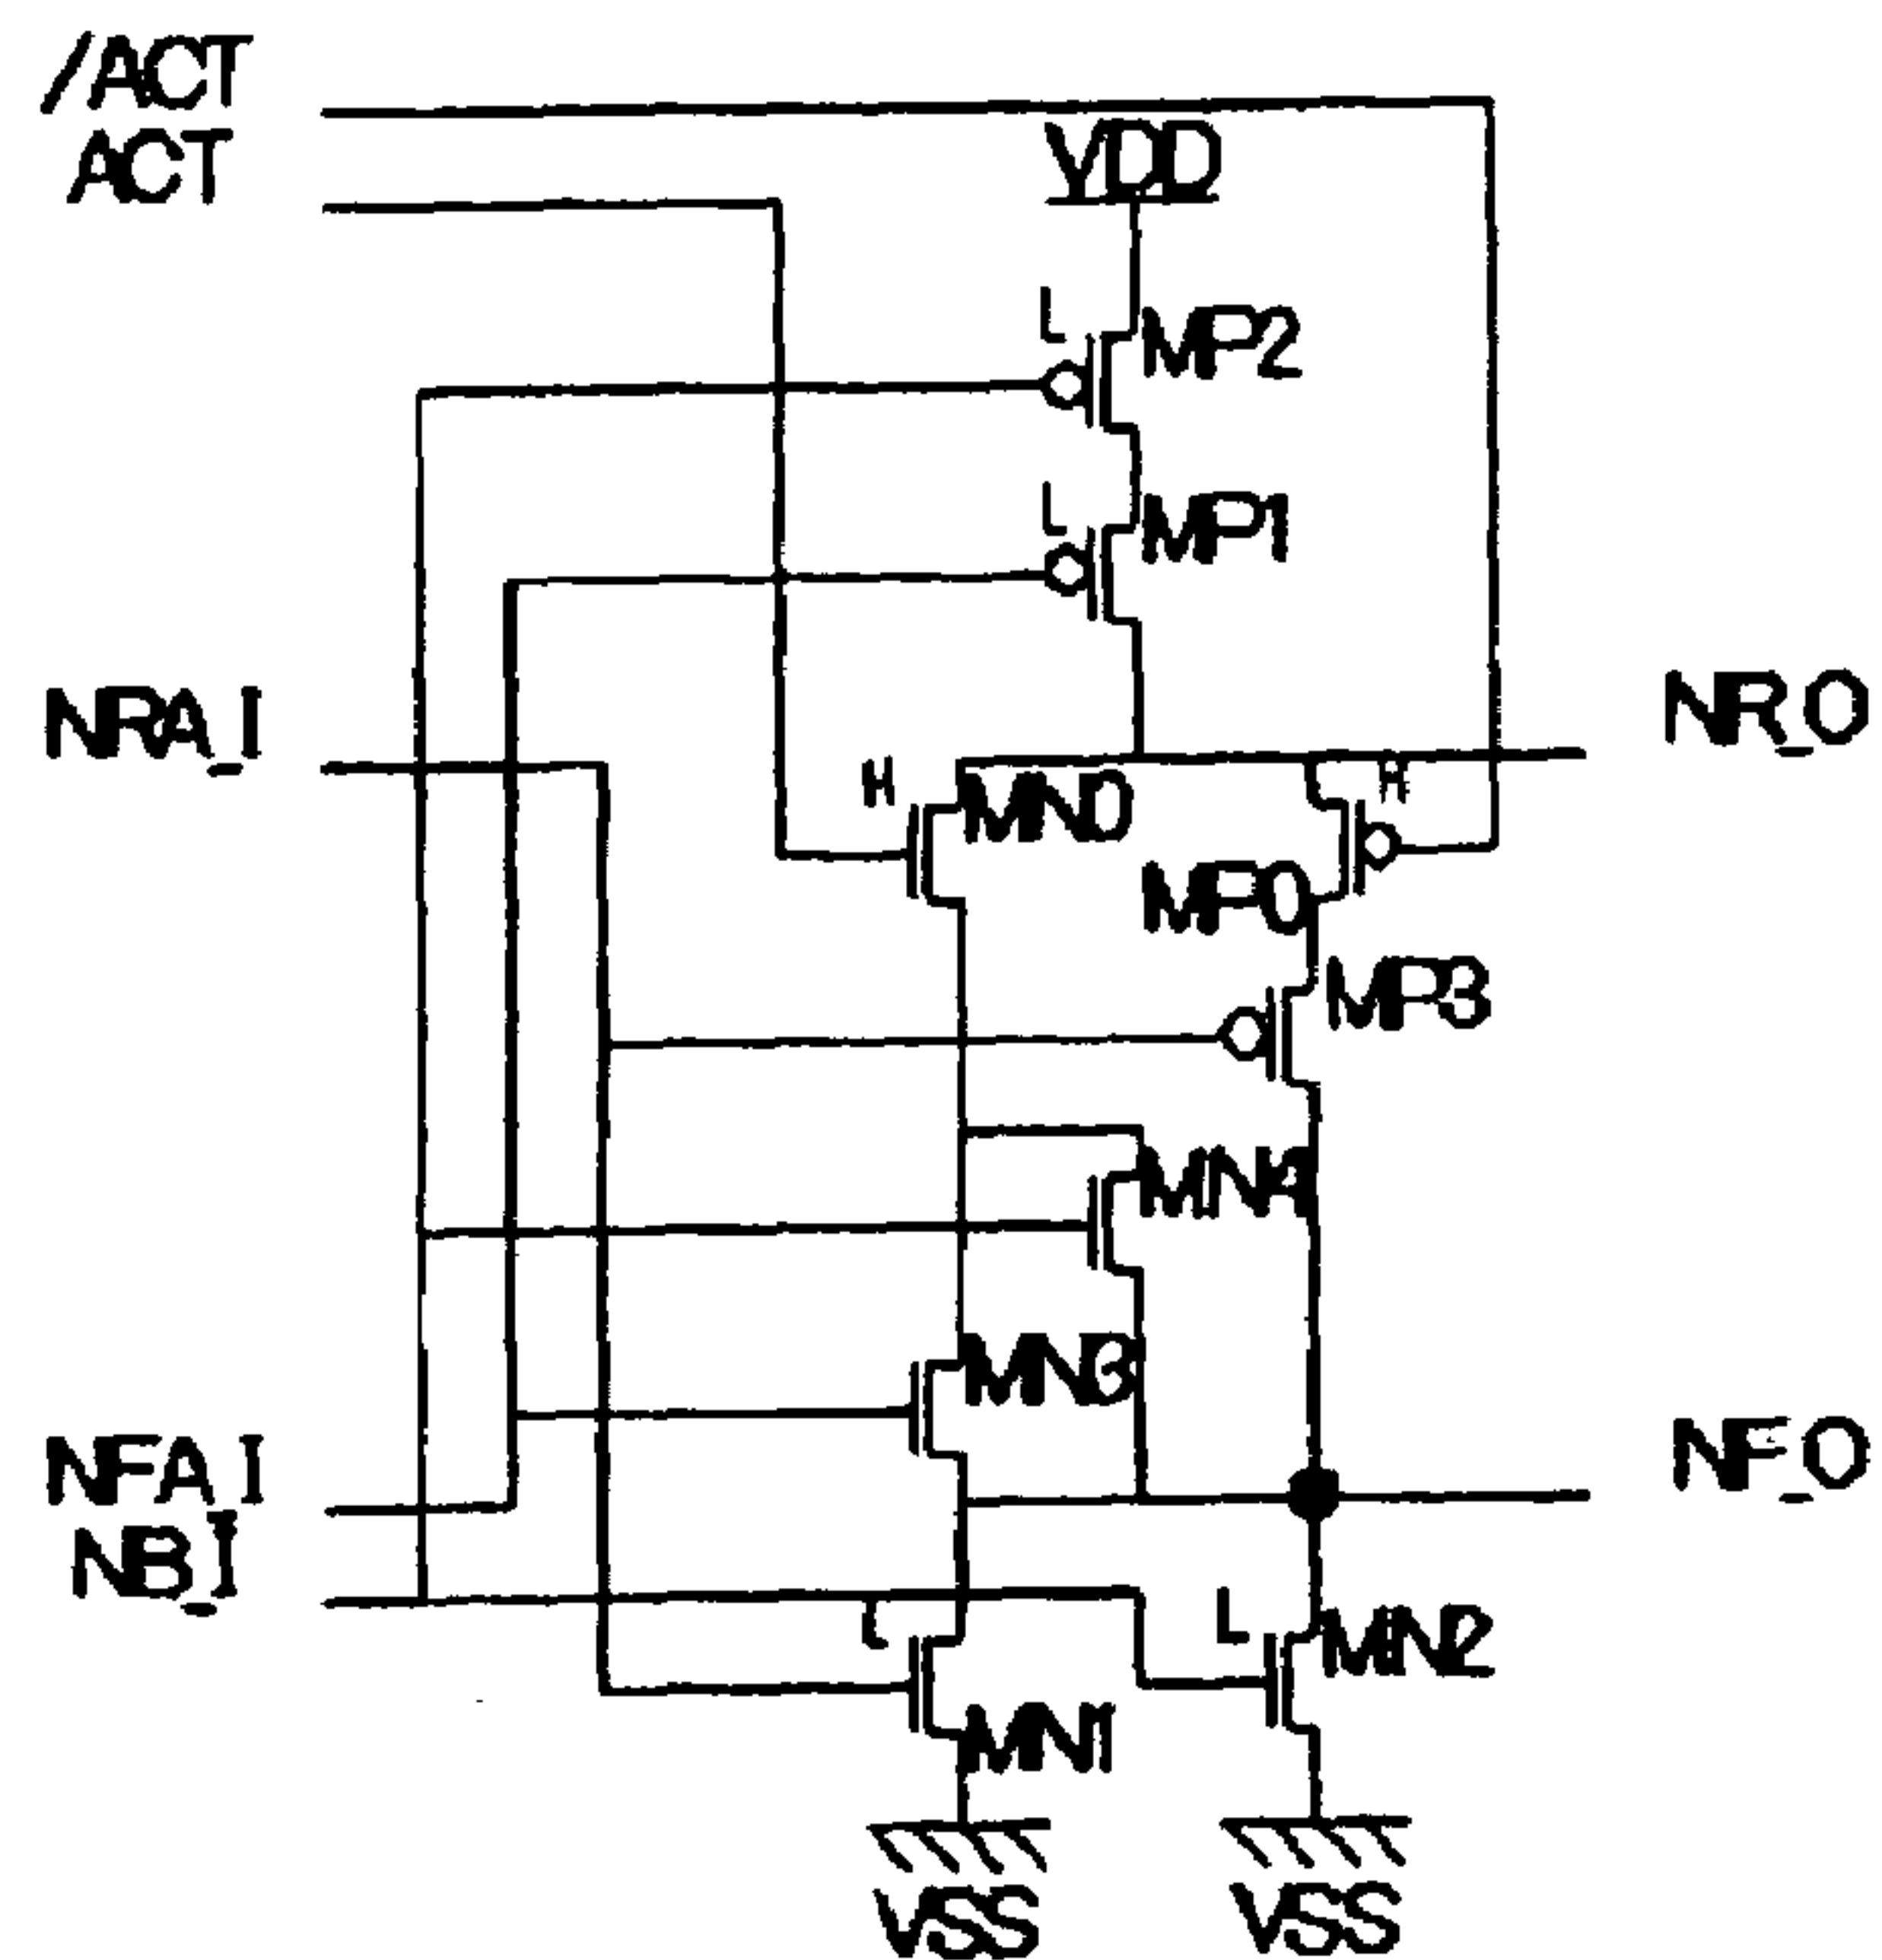 /ACT
ACT
VDD
L
MP2
L
MP1
NRA_I
NR_O
H
MN0
H
MP0
MP3
MN4
MN3
NFA_I
NF_O
NB_I
L
L
MN2
MN1
VSS
VSS